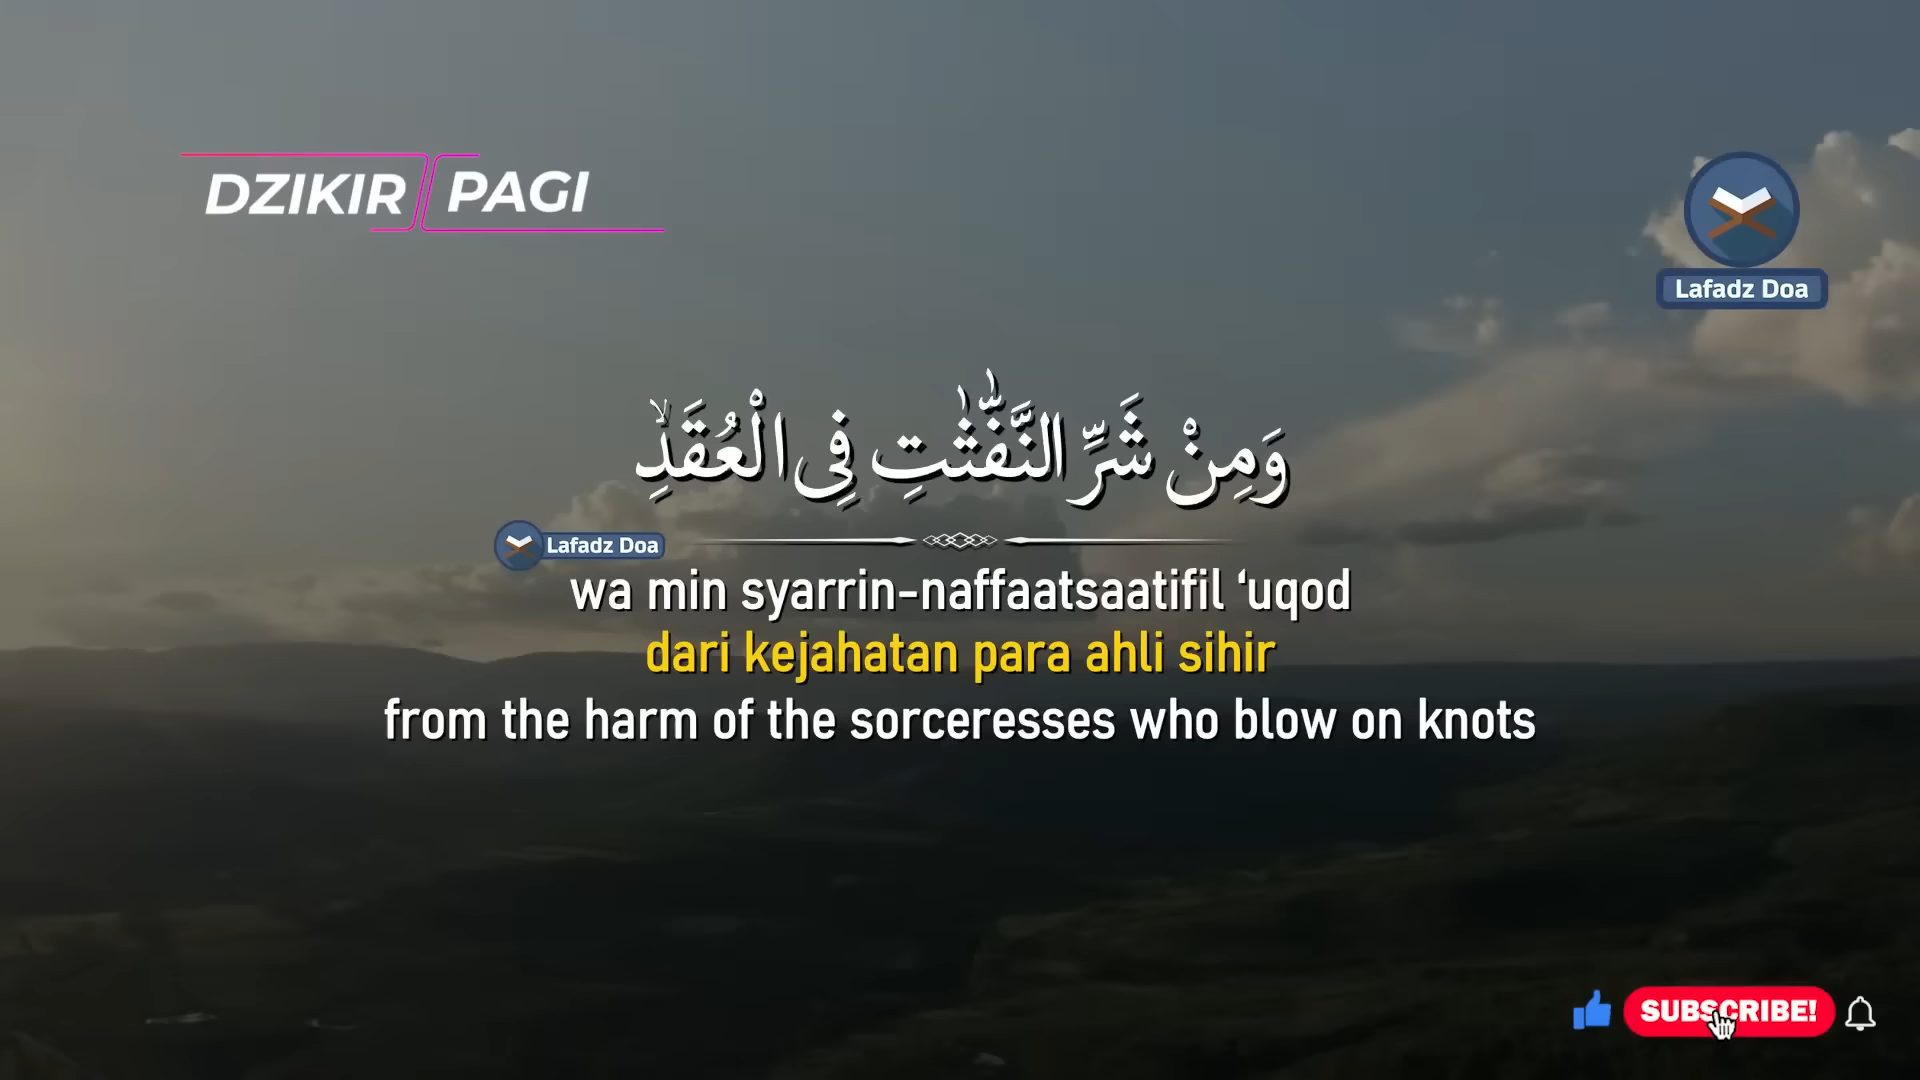 DZIKIR PAGI
Lafadz Doa
وَمِنْ شَرِّ النَّفّٰثٰتِ فِى الْعُقَدِۙ
Lafadz Doa
wa min syarrin-naffaatsaatifil ‘uqod
dari kejahatan para ahli sihir
from the harm of the sorceresses who blow on knots
SUBSCRIBE!